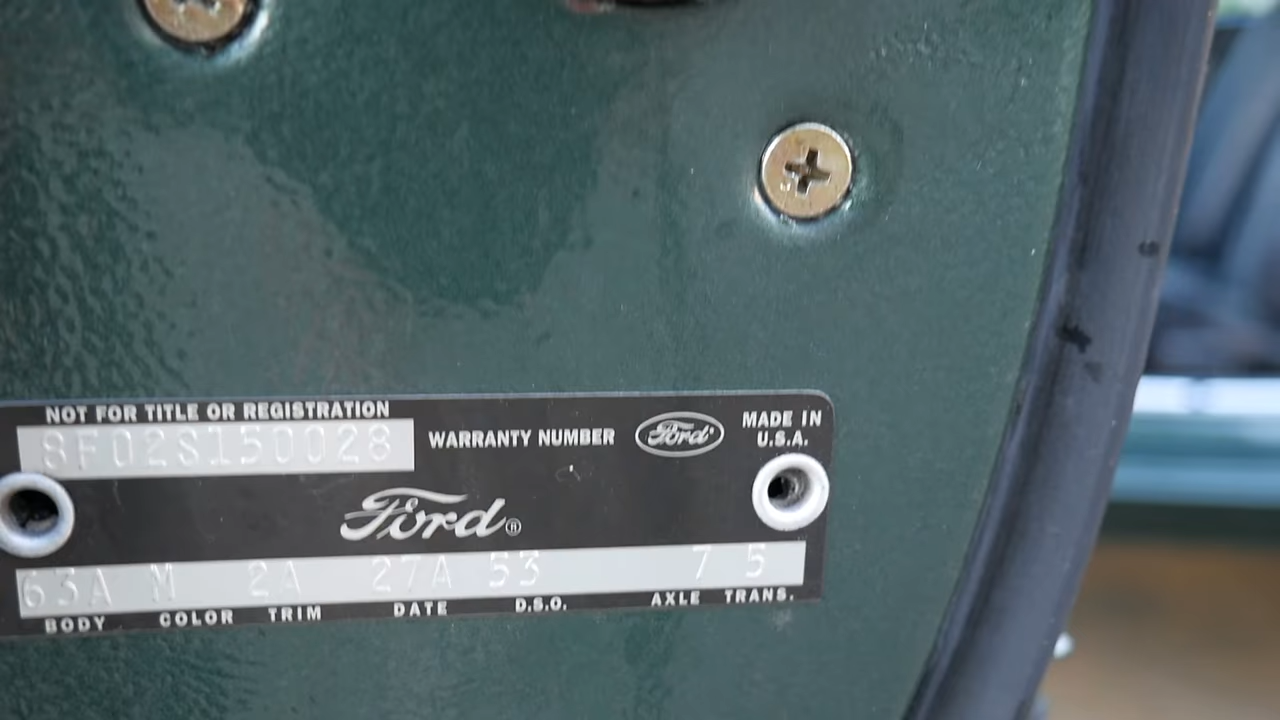 NOT FOR TITLE OR REGISTRATION
8F02S150028
WARRANTY NUMBER
Ford
MADE IN
U.S.A.
Ford®
63A M 2A 27A 53 7 5
BODY COLOR TRIM DATE D.S.O. AXLE TRANS.